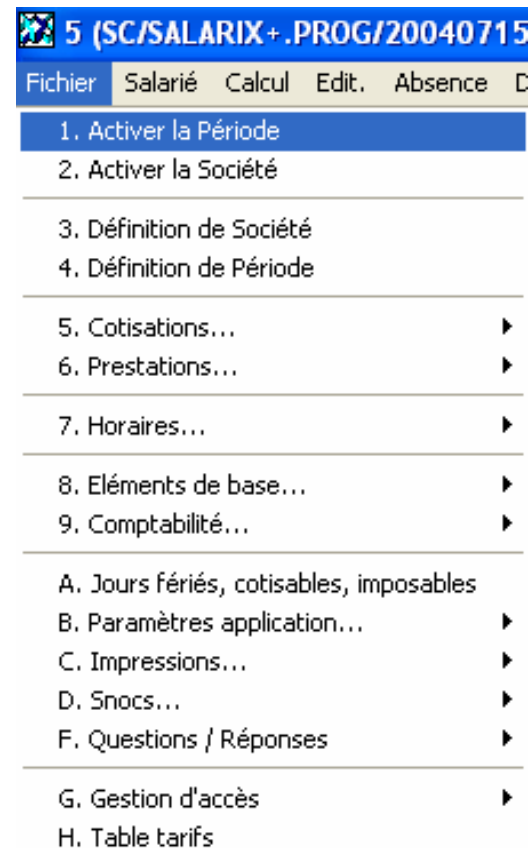 5 (SC/SALARIX+.PROG/20040715
Fichier Salarié Calcul Edit. Absence
1. Activer la Période
2. Activer la Société
3. Définition de Société
4. Définition de Période
5. Cotisations...
6. Prestations...
7. Horaires...
8. Eléments de base...
9. Comptabilité...
A. Jours fériés, cotisables, imposables
B. Paramètres application...
C. Impressions...
D. Snocs...
F. Questions / Réponses
G. Gestion d'accès
H. Table tarifs